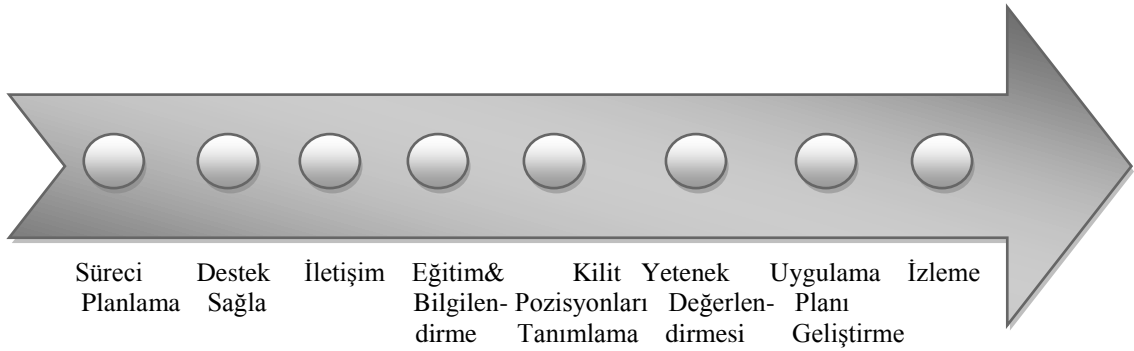 Süreci Destek İletişim Eğitim& Kilit Yetenek Uygulama İzleme
Planlama Sağla Bilgilen- Pozisyonları Değerlen- Planı
dirme Tanımlama dirmesi Geliştirme